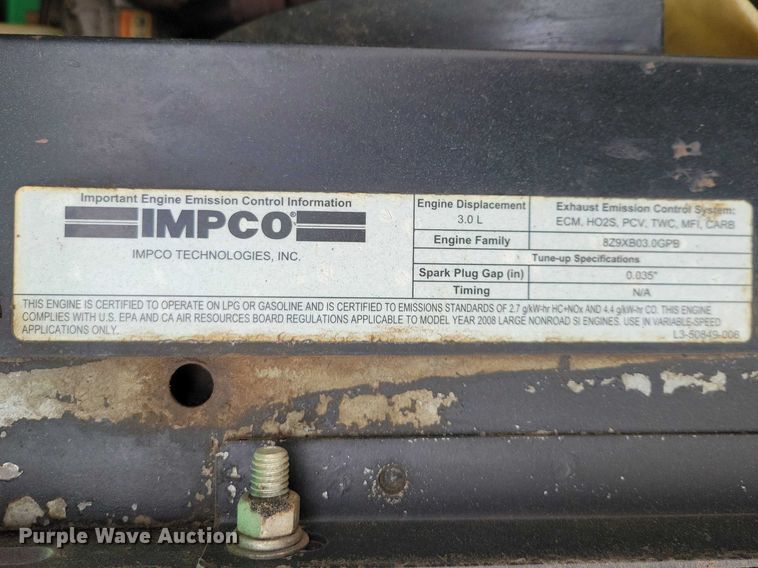 Important Engine Emission Control Information
IMPCO®
IMPCO TECHNOLOGIES, INC.
Engine Displacement
3.0 L
Exhaust Emission Control System:
ECM, HO2S, PCV, TWC, MFI, CARB
Engine Family
8Z9XB03.0GPB
Tune-up Specifications
Spark Plug Gap (in)
0.035"
Timing
N/A
THIS ENGINE IS CERTIFIED TO OPERATE ON LPG OR GASOLINE AND IS CERTIFIED TO EMISSIONS STANDARDS OF 2.7 g/kW-hr HC+NOx AND 4.4 g/kW-hr CO. THIS ENGINE
COMPLIES WITH U.S. EPA AND CA AIR RESOURCES BOARD REGULATIONS APPLICABLE TO MODEL YEAR 2008 LARGE NONROAD SI ENGINES. USE IN VARIABLE-SPEED
APPLICATIONS ONLY.
L3-50849-006
Purple Wave Auction